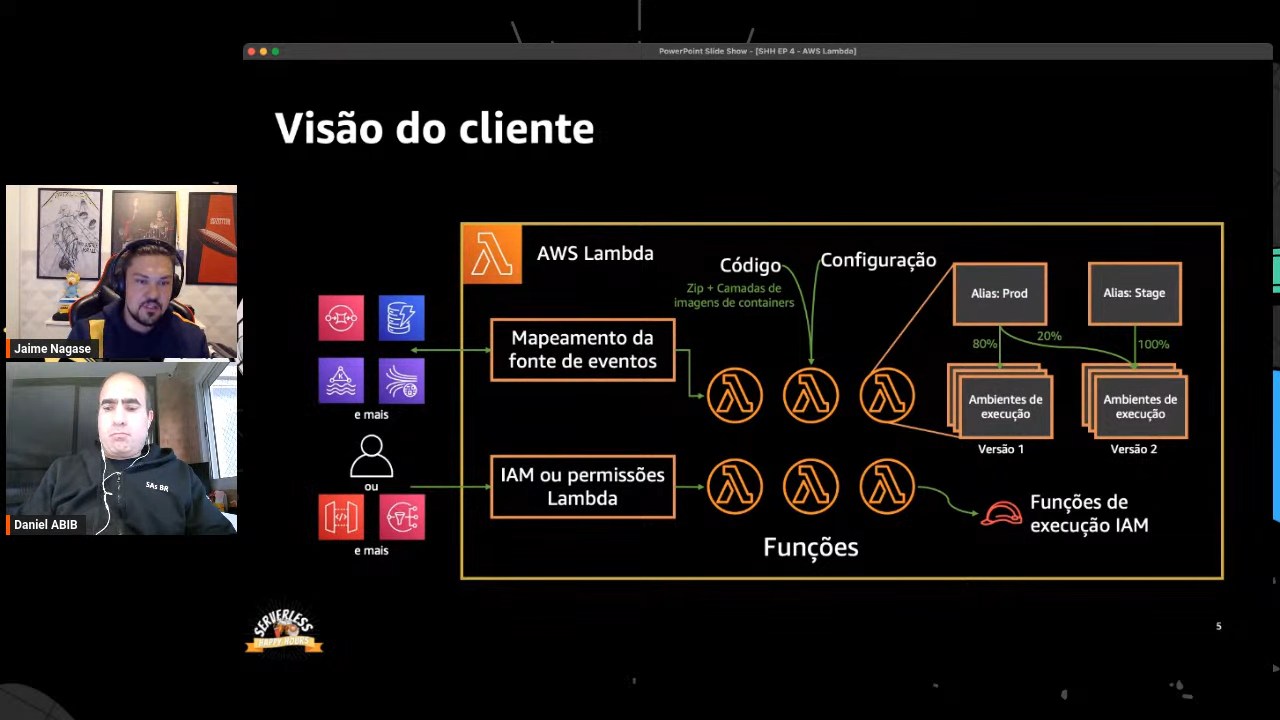 PowerPoint Slide Show - [SHH EP 4 - AWS Lambda]
Visão do cliente
AWS Lambda
Código
Zip + Camadas de
imagens de containers
Configuração
Alias: Prod
Alias: Stage
80%
20%
100%
Mapeamento da
fonte de eventos
Ambientes de
execução
Ambientes de
execução
Versão 1
Versão 2
e mais
ou
IAM ou permissões
Lambda
e mais
Funções de
execução IAM
Funções
Jaime Nagase
SAs BR
Daniel ABIB
SERVERLESS
HAPPY HOURS
5